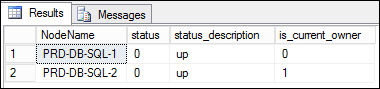 Results Messages
NodeName status status_description is_current_owner
1 PRD-DB-SQL-1 0 up 0
2 PRD-DB-SQL-2 0 up 1